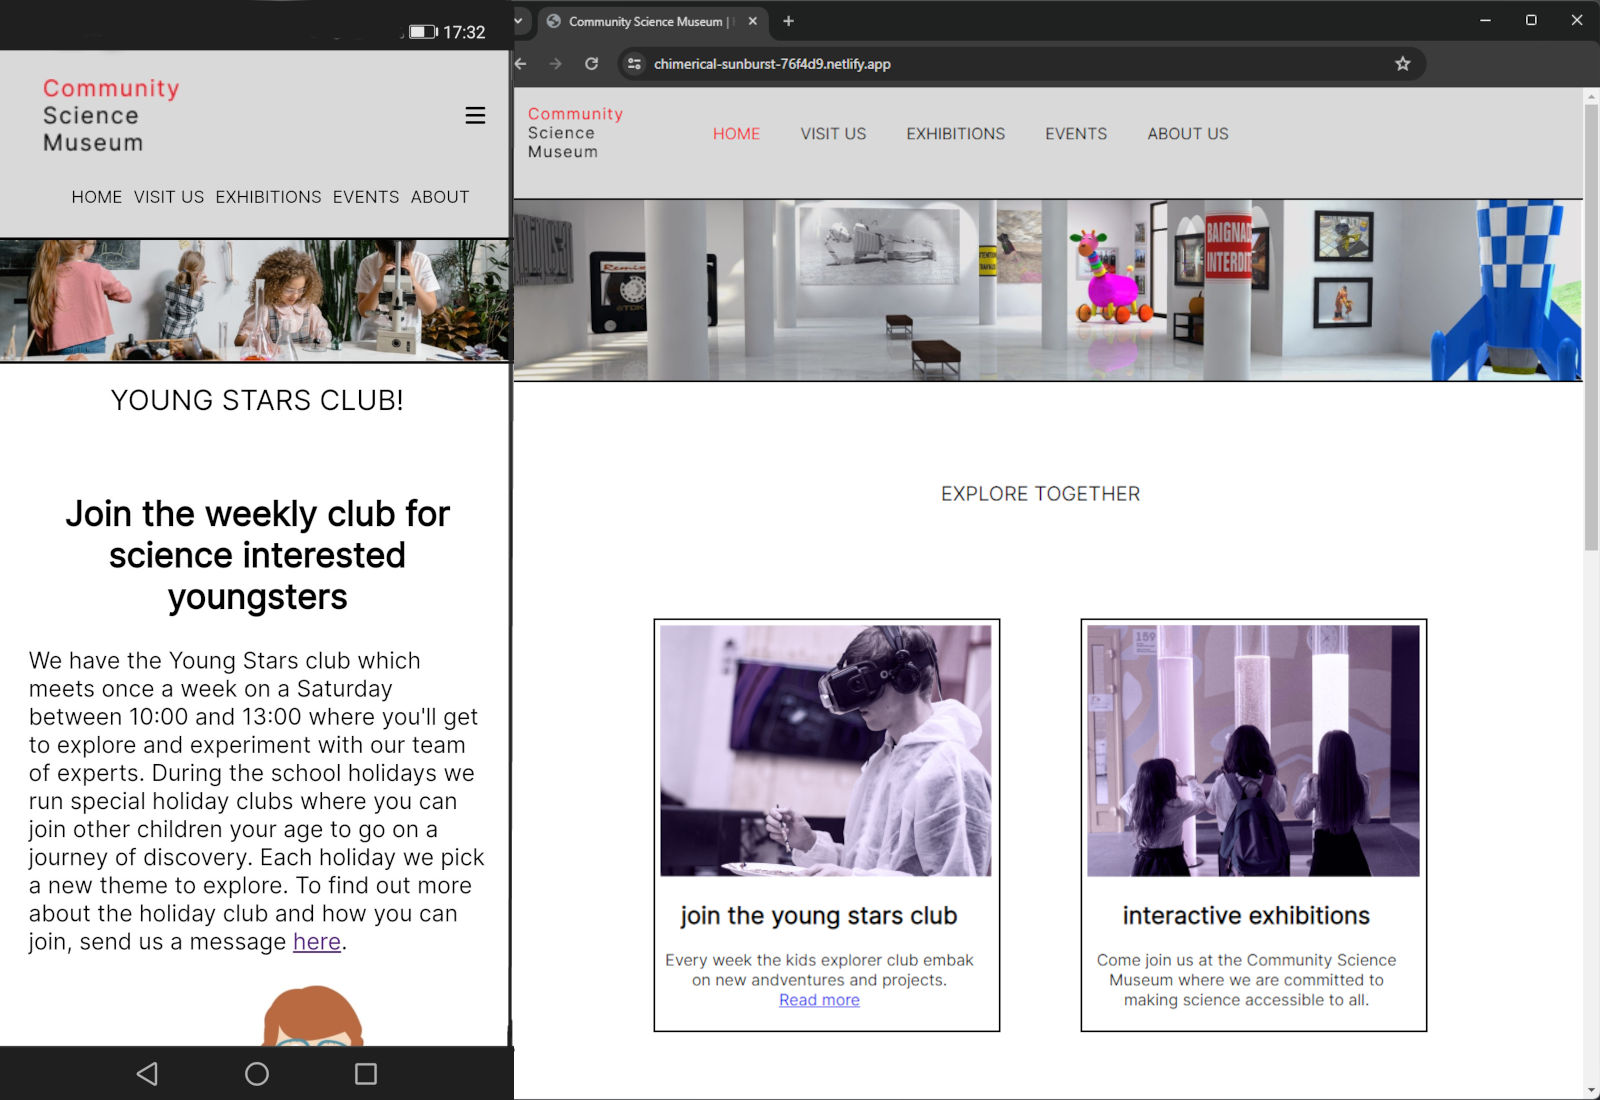 17:32
Community
Science
Museum
HOME VISIT US EXHIBITIONS EVENTS ABOUT
YOUNG STARS CLUB!
Join the weekly club for
science interested
youngsters
We have the Young Stars club which
meets once a week on a Saturday
between 10:00 and 13:00 where you'll get
to explore and experiment with our team
of experts. During the school holidays we
run special holiday clubs where you can
join other children your age to go on a
journey of discovery. Each holiday we pick
a new theme to explore. To find out more
about the holiday club and how you can
join, send us a message here.
Community Science Museum |
chimerical-sunburst-76f4d9.netlify.app
Community
Science
Museum
HOME VISIT US EXHIBITIONS EVENTS ABOUT US
Remix
TDK
ATTENTION
TRAVAUX
BAIGNAD
INTERDIT
EXPLORE TOGETHER
join the young stars club
Every week the kids explorer club embak
on new andventures and projects.
Read more
159
interactive exhibitions
Come join us at the Community Science
Museum where we are committed to
making science accessible to all.